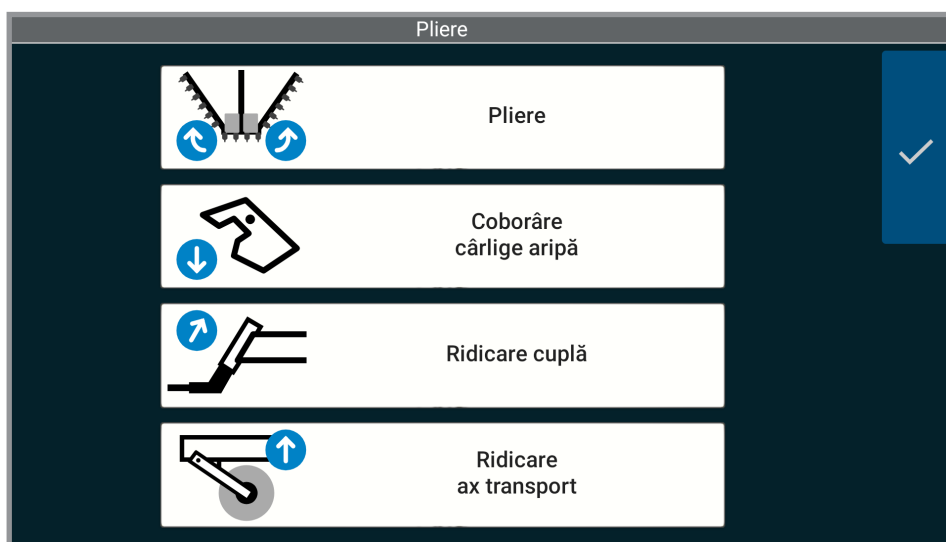 Pliere
Pliere
Coborâre
cârlige aripă
Ridicare cuplă
Ridicare
ax transport